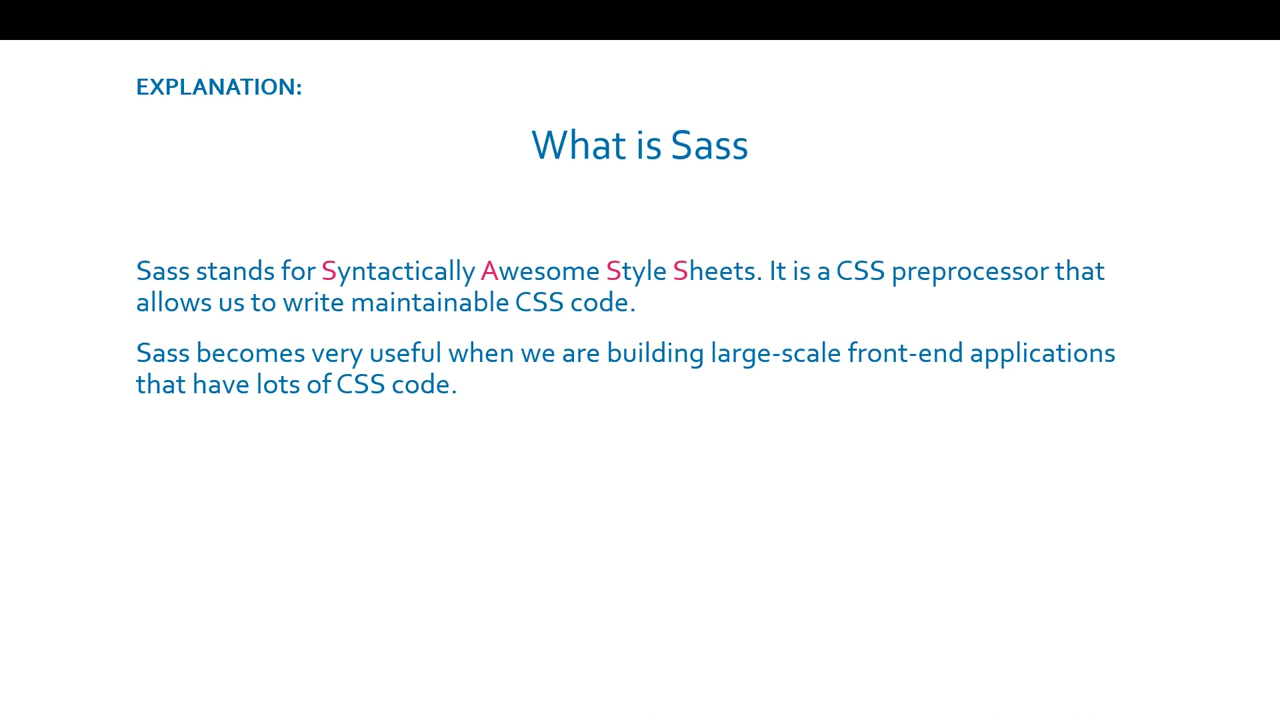 EXPLANATION:
What is Sass
Sass stands for Syntactically Awesome Style Sheets. It is a CSS preprocessor that
allows us to write maintainable CSS code.
Sass becomes very useful when we are building large-scale front-end applications
that have lots of CSS code.